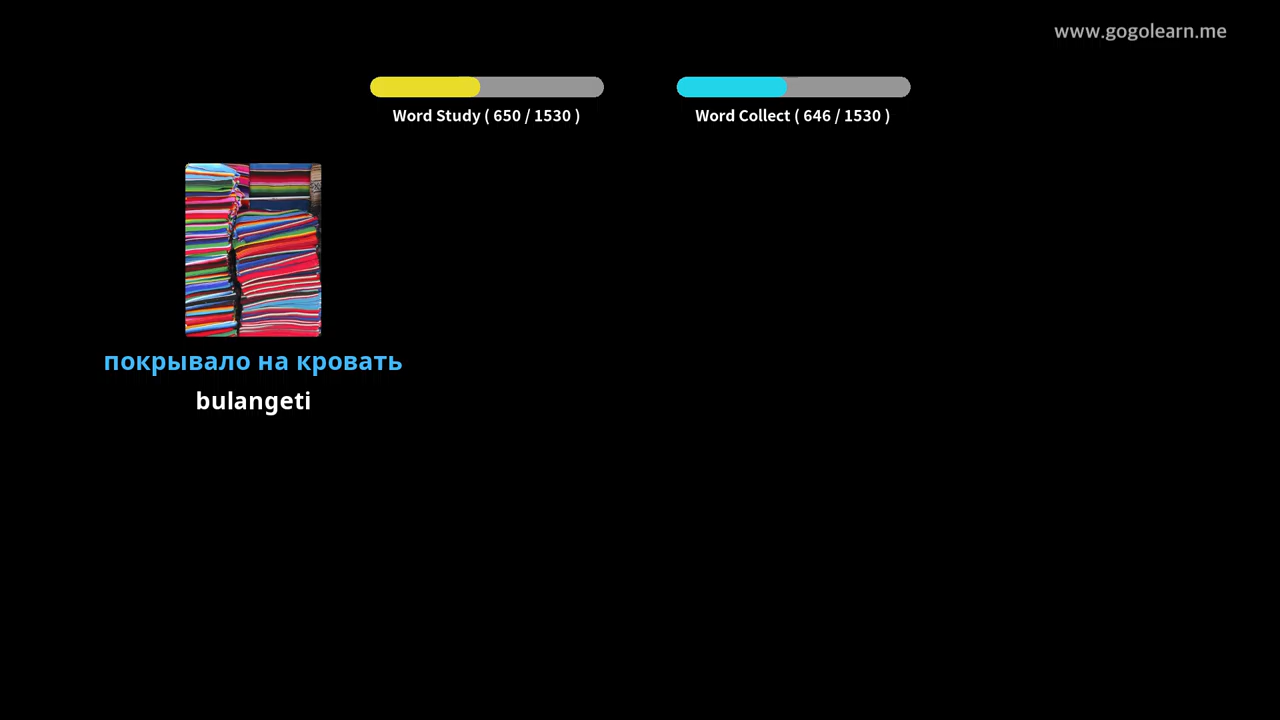 www.gogolearn.me
Word Study ( 650 / 1530 )
Word Collect ( 646 / 1530 )
покрывало на кровать
bulangeti